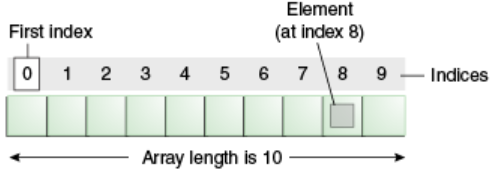 Element
(at index 8)
First index
0 1 2 3 4 5 6 7 8 9 Indices
Array length is 10